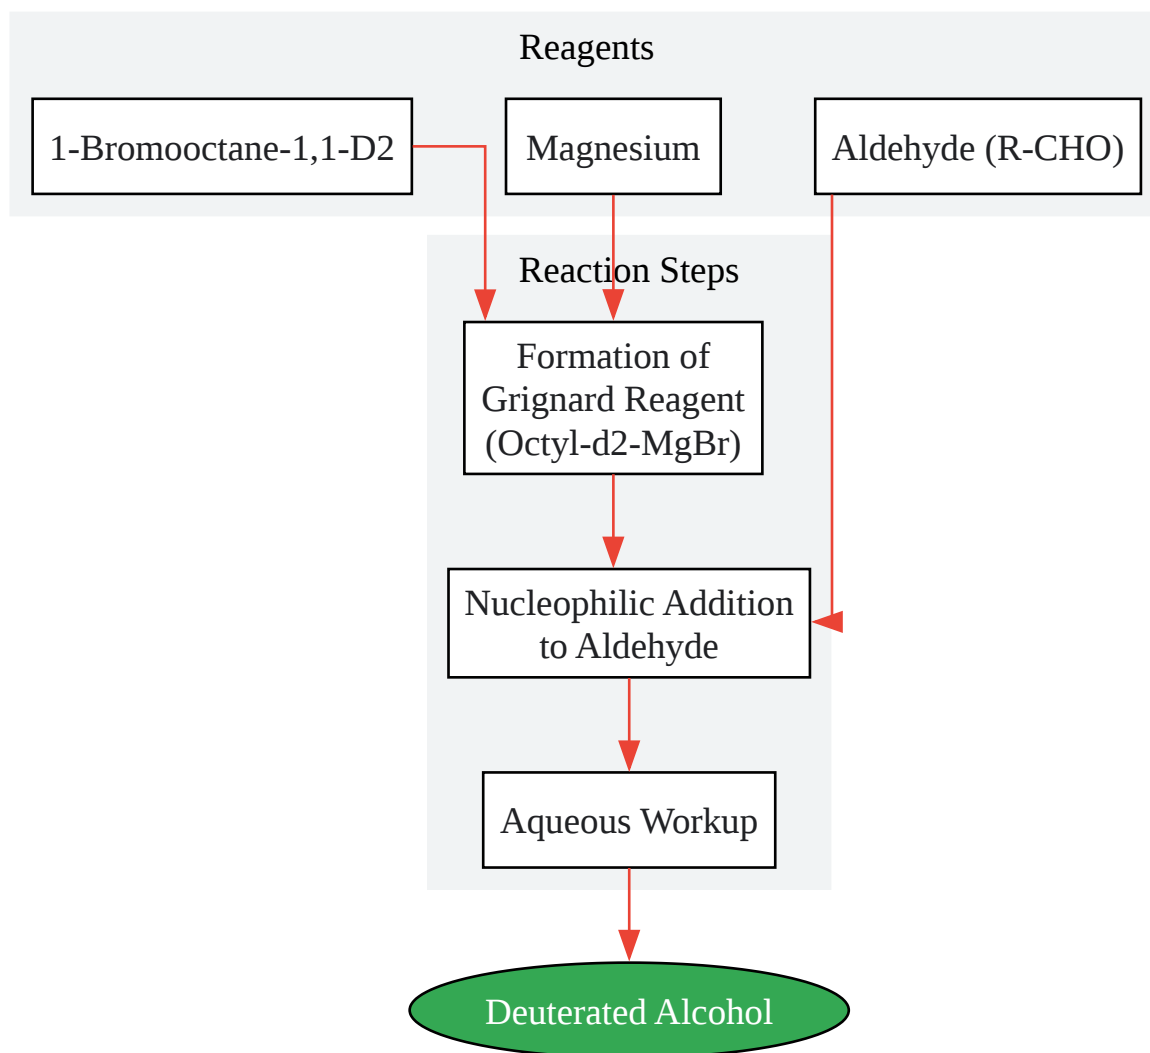 Reagents
1-Bromooctane-1,1-D2
Magnesium
Aldehyde (R-CHO)
Reaction Steps
Formation of
Grignard Reagent
(Octyl-d2-MgBr)
Nucleophilic Addition
to Aldehyde
Aqueous Workup
Deuterated Alcohol